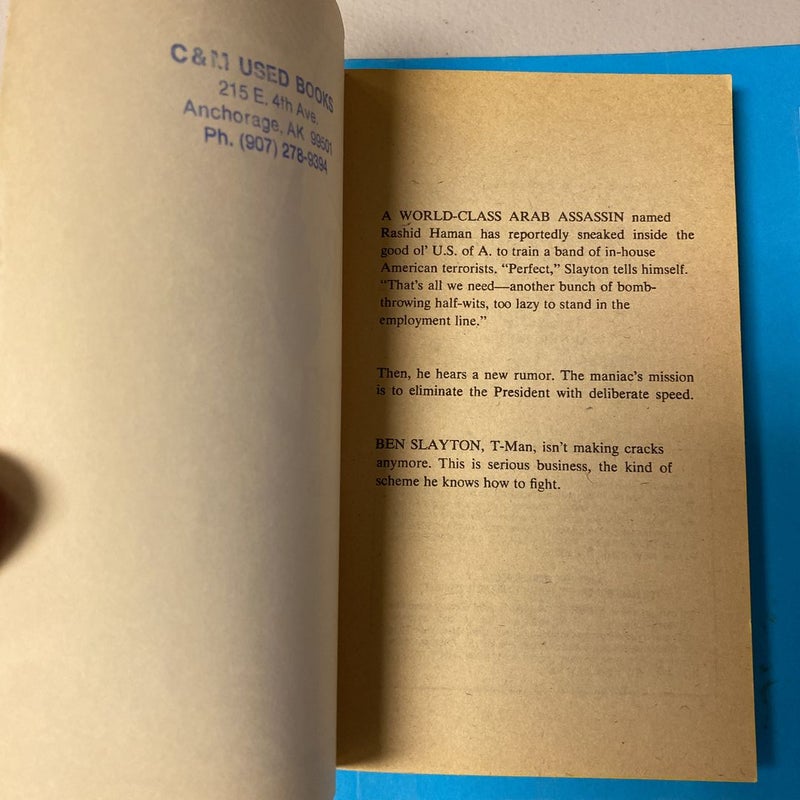 C&M USED BOOKS
215 E. 4th Ave.
Anchorage, AK 99501
Ph. (907) 278-9394
A WORLD-CLASS ARAB ASSASSIN named
Rashid Haman has reportedly sneaked inside the
good ol' U.S. of A. to train a band of in-house
American terrorists. “Perfect,” Slayton tells himself.
“That's all we need—another bunch of bomb-
throwing half-wits, too lazy to stand in the
employment line.”
Then, he hears a new rumor. The maniac's mission
is to eliminate the President with deliberate speed.
BEN SLAYTON, T-Man, isn't making cracks
anymore. This is serious business, the kind of
scheme he knows how to fight.